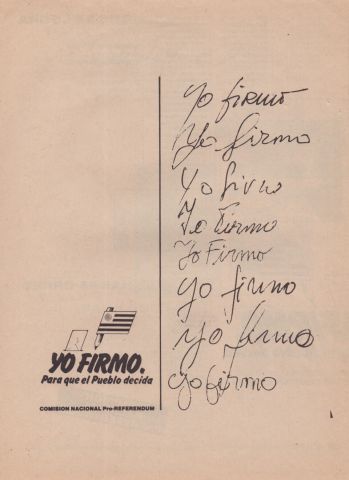 Yo firmo
Yo firmo
Yo firmo
Yo Firmo
Yo Firmo
yo firmo
yo firmo
yo firmo
YO FIRMO.
Para que el Pueblo decida
COMISION NACIONAL Pro-REFERENDUM